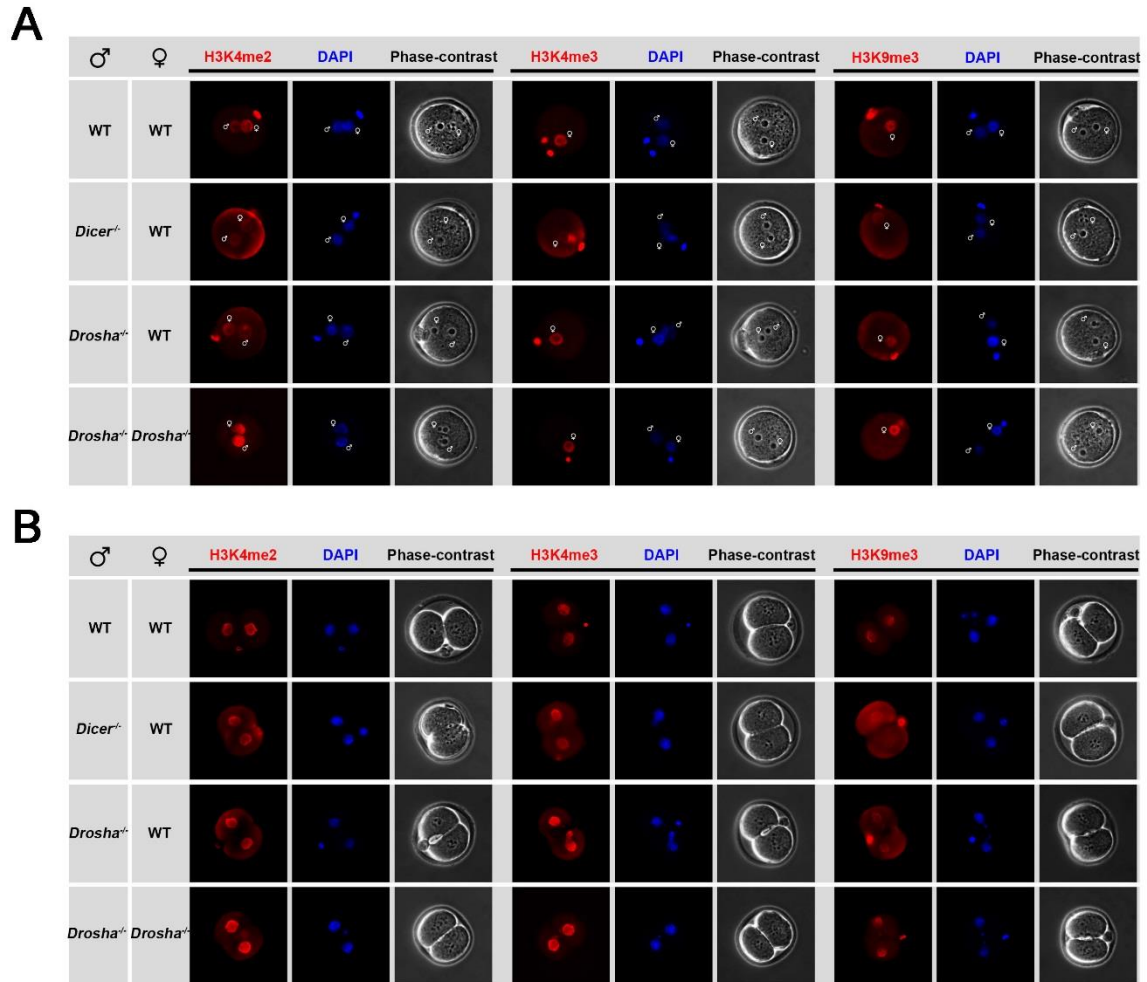 A
♂ ♀ H3K4me2 DAPI Phase-contrast H3K4me3 DAPI Phase-contrast H3K9me3 DAPI Phase-contrast
WT WT ♂ ♀ ♂ ♀ ♂ ♀ ♀ ♂ ♀ ♂ ♀ ♀ ♂ ♀ ♂ ♀
Dicer-/- WT ♀ ♂ ♀ ♂ ♀ ♂ ♀ ♂ ♀ ♂ ♀ ♀ ♀ ♂ ♀ ♂
Drosha-/- WT ♀ ♂ ♀ ♂ ♀ ♂ ♀ ♀ ♂ ♀ ♂ ♀ ♂ ♀ ♂ ♀
Drosha-/- Drosha-/- ♀ ♂ ♀ ♂ ♀ ♂ ♀ ♂ ♀ ♂ ♀ ♀ ♀ ♂ ♀ ♂
B
♂ ♀ H3K4me2 DAPI Phase-contrast H3K4me3 DAPI Phase-contrast H3K9me3 DAPI Phase-contrast
WT WT
Dicer-/- WT
Drosha-/- WT
Drosha-/- Drosha-/-